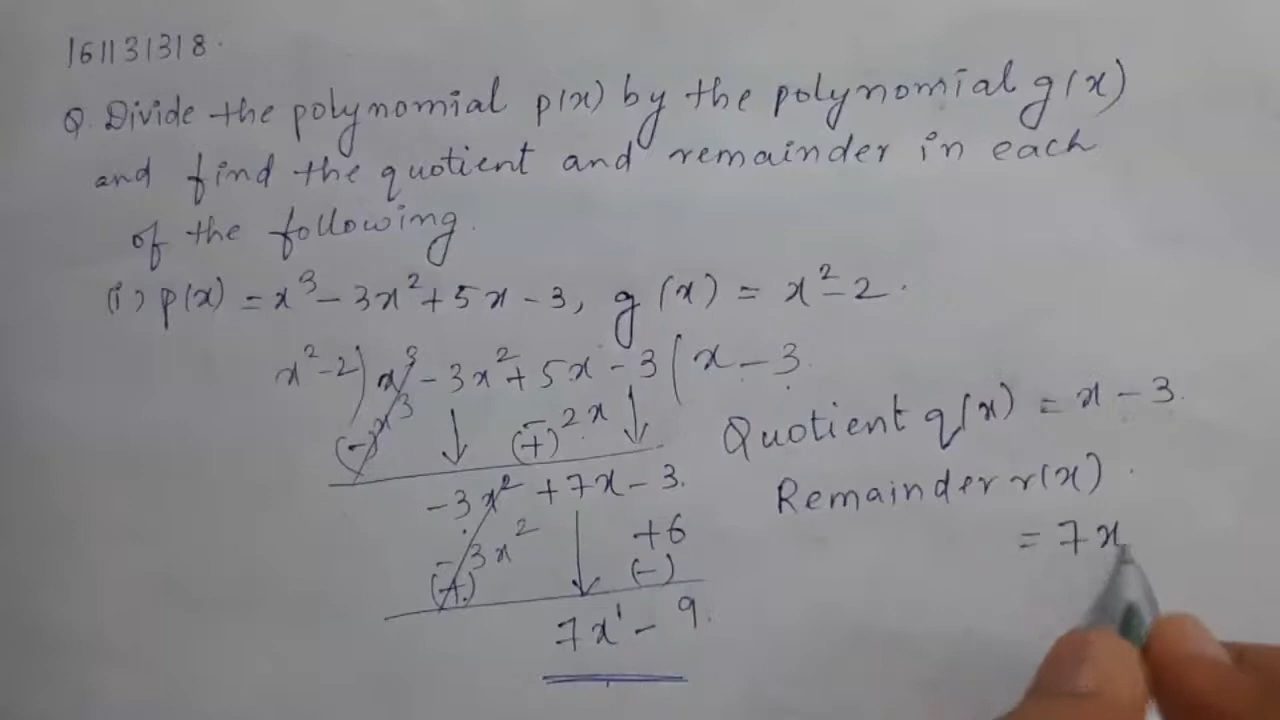 161131318.
Q. Divide the polynomial p(x) by the polynomial g(x)
and find the quotient and remainder in each
of the following.
(i) p(x) = x³ - 3x² + 5x - 3, g(x) = x² - 2.
x² - 2) x³ - 3x² + 5x - 3 ( x - 3
(-) x³ (+) - 2x
-3x² + 7x - 3.
(+) - 3x² +6 (-)
7x¹ - 9.
Quotient q(x) = x - 3.
Remainder r(x).
= 7x